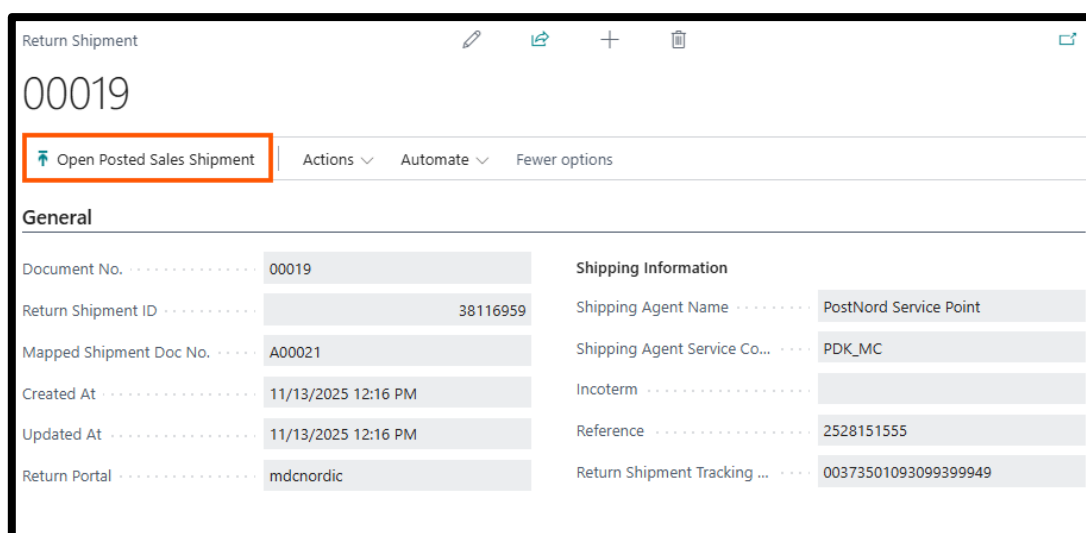 Return Shipment
00019
Open Posted Sales Shipment Actions Automate Fewer options
General
Document No. 00019
Return Shipment ID 38116959
Mapped Shipment Doc No. A00021
Created At 11/13/2025 12:16 PM
Updated At 11/13/2025 12:16 PM
Return Portal mdcnordic
Shipping Information
Shipping Agent Name PostNord Service Point
Shipping Agent Service Co... PDK_MC
Incoterm
Reference 2528151555
Return Shipment Tracking ... 00373501093099399949